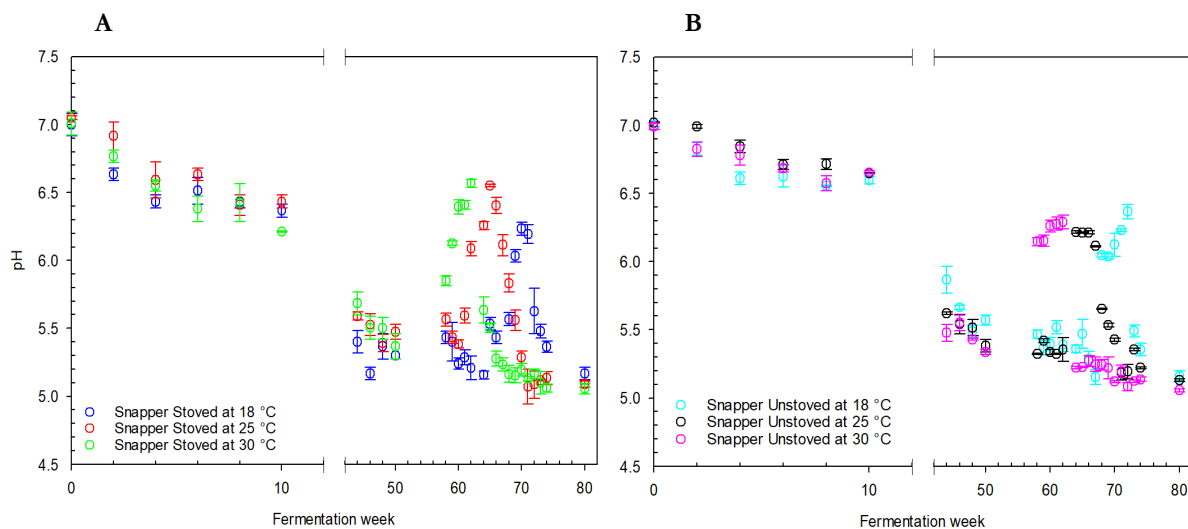 A
7.5
7.0
6.5
6.0
5.5
5.0
4.5
pH
0
10
50
60
70
80
Fermentation week
Snapper Stoved at 18 °C
Snapper Stoved at 25 °C
Snapper Stoved at 30 °C
B
7.5
7.0
6.5
6.0
5.5
5.0
4.5
0
10
50
60
70
80
Fermentation week
Snapper Unstoved at 18 °C
Snapper Unstoved at 25 °C
Snapper Unstoved at 30 °C